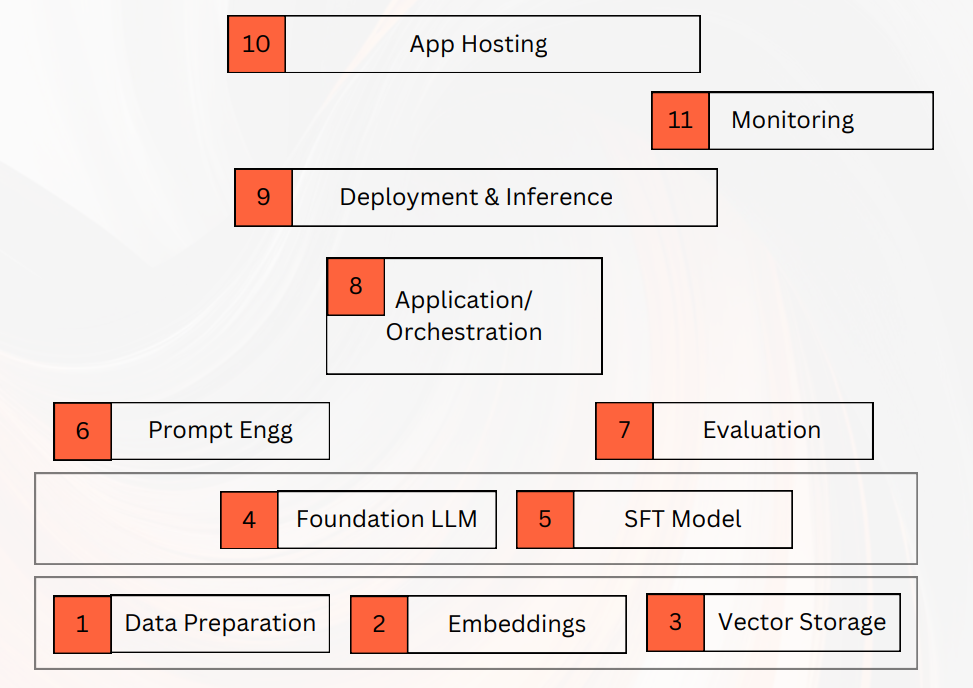 10 App Hosting
11 Monitoring
9 Deployment & Inference
8 Application/
Orchestration
6 Prompt Engg
7 Evaluation
4 Foundation LLM
5 SFT Model
1 Data Preparation
2 Embeddings
3 Vector Storage